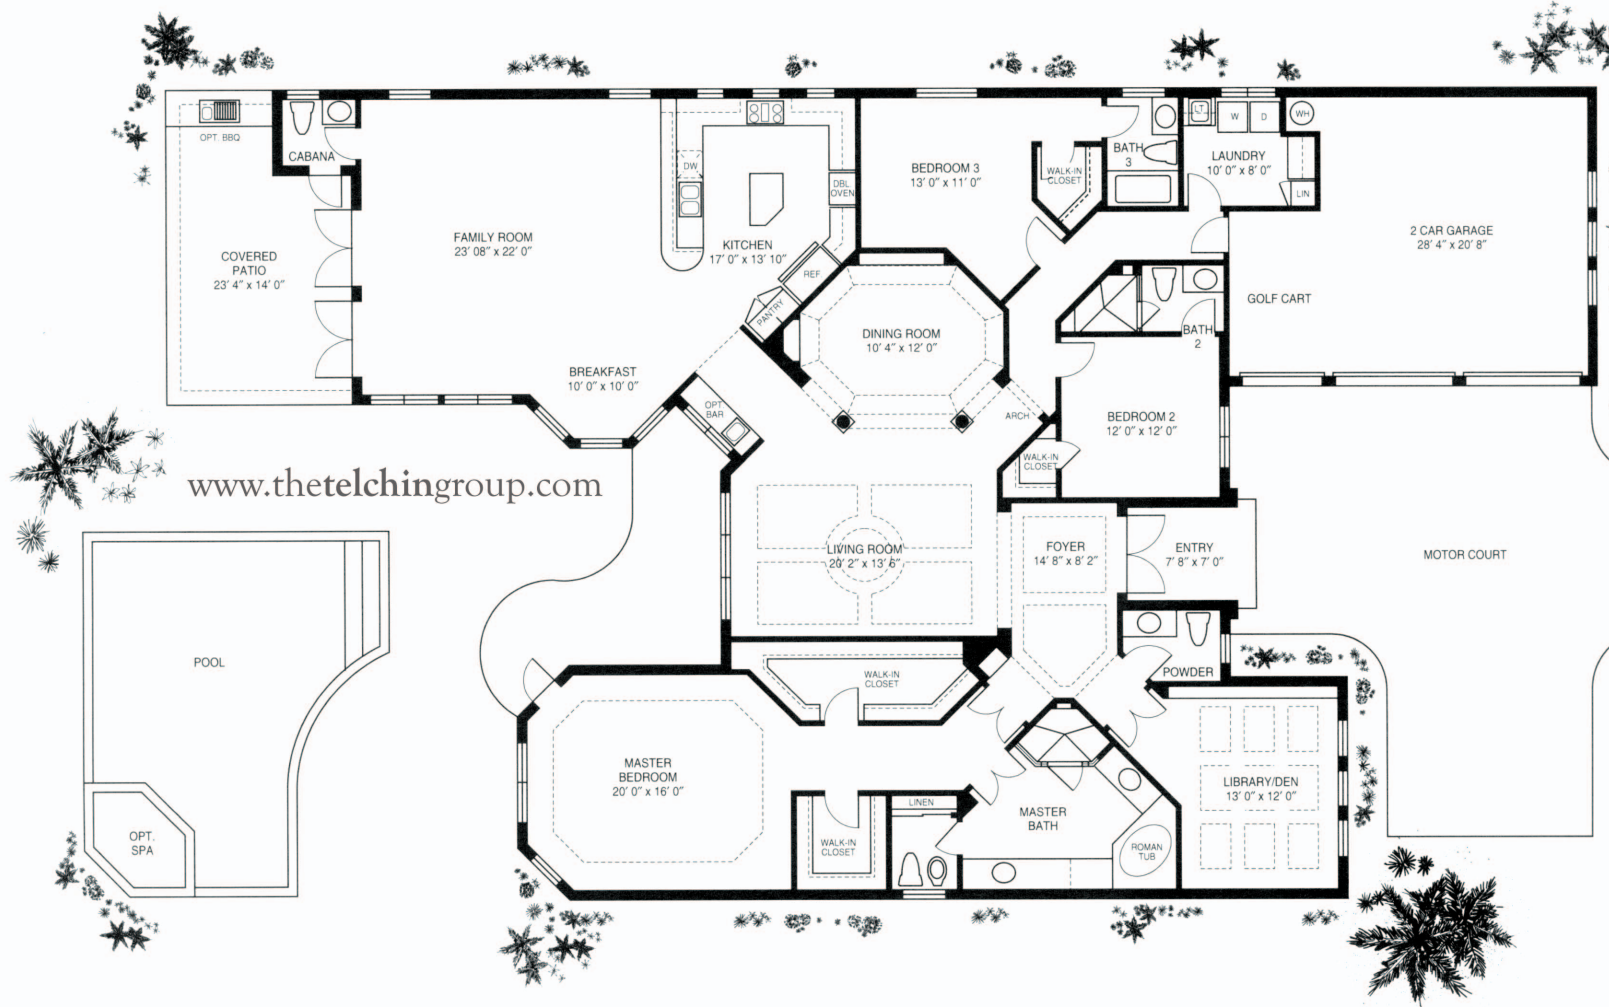 OPT. BBQ
CABANA
COVERED
PATIO
23' 4" x 14' 0"
FAMILY ROOM
23' 08" x 22' 0"
BREAKFAST
10' 0" x 10' 0"
DW
KITCHEN
17' 0" x 13' 10"
DBL.
OVEN
REF.
PANTRY
OPT.
BAR
BEDROOM 3
13' 0" x 11' 0"
WALK-IN
CLOSET
BATH
3
LT
W
D
WH
LAUNDRY
10' 0" x 8' 0"
LIN
2 CAR GARAGE
28' 4" x 20' 8"
GOLF CART
DINING ROOM
10' 4" x 12' 0"
ARCH
BATH
2
BEDROOM 2
12' 0" x 12' 0"
WALK-IN
CLOSET
www.thetelchingroup.com
LIVING ROOM
20' 2" x 13' 6"
FOYER
14' 8" x 8' 2"
ENTRY
7' 8" x 7' 0"
MOTOR COURT
POOL
OPT.
SPA
WALK-IN
CLOSET
POWDER
MASTER
BEDROOM
20' 0" x 16' 0"
WALK-IN
CLOSET
LINEN
MASTER
BATH
ROMAN
TUB
LIBRARY/DEN
13' 0" x 12' 0"